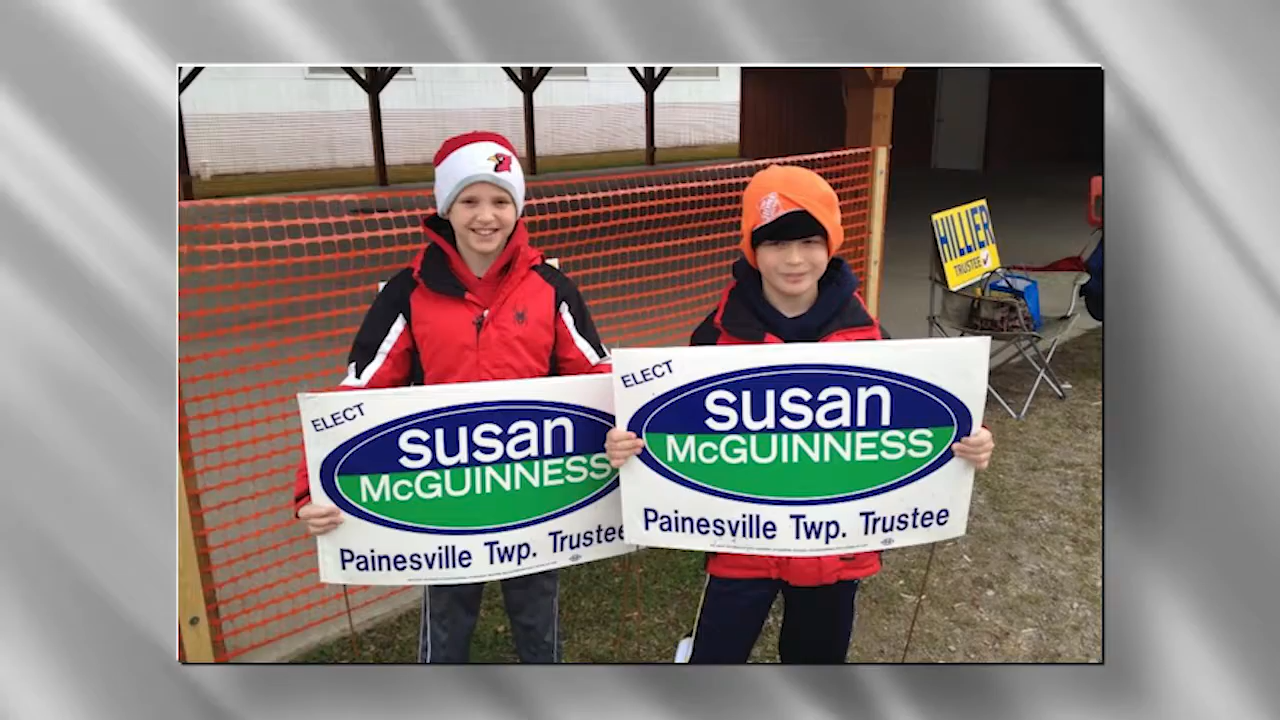 HILLIER
TRUSTEE
ELECT
susan
McGUINNESS
Painesville Twp. Trustee
ELECT
susan
McGUINNESS
Painesville Twp. Trustee